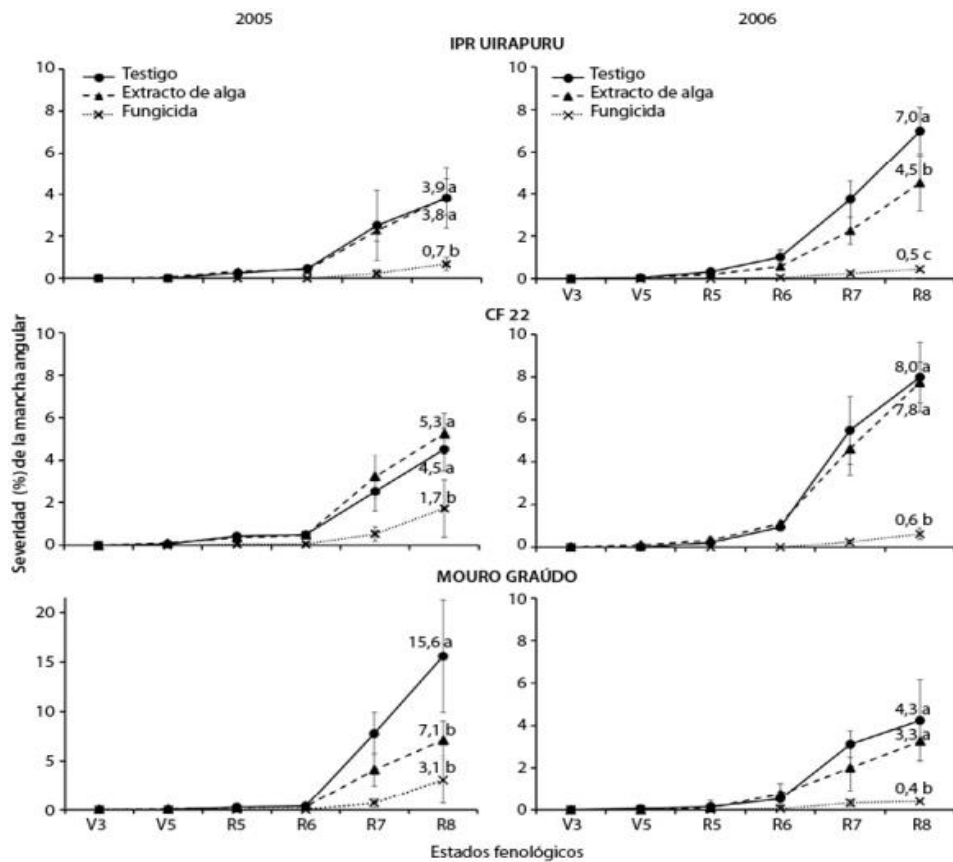 2005
2006
IPR UIRAPURU
10
8
6
4
2
0
Testigo
Extracto de alga
Fungicida
3,9 a
3,8 a
0,7 b
10
8
6
4
2
0
Testigo
Extracto de alga
Fungicida
7,0 a
4,5 b
0,5 c
V3 V5 R5 R6 R7 R8
CF 22
Severidad (%) de la mancha angular
10
8
6
4
2
0
5,3 a
4,5 a
1,7 b
10
8
6
4
2
0
8,0 a
7,8 a
0,6 b
MOURO GRAÚDO
20
15
10
5
0
15,6 a
7,1 b
3,1 b
V3 V5 R5 R6 R7 R8
10
8
6
4
2
0
4,3 a
3,3 a
0,4 b
V3 V5 R5 R6 R7 R8
Estados fenológicos